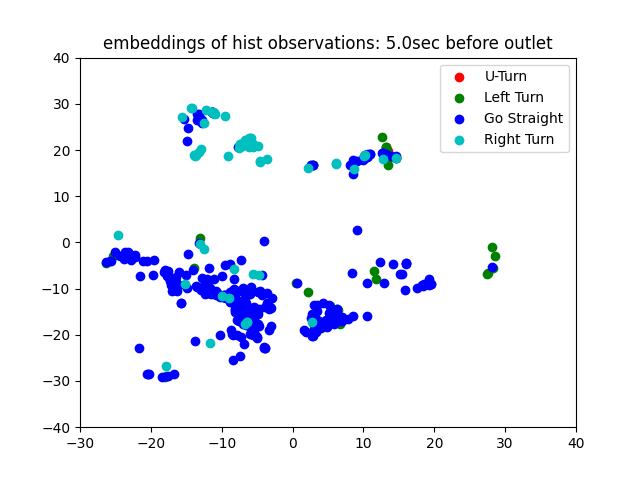 embeddings of hist observations: 5.0sec before outlet
U-Turn
Left Turn
Go Straight
Right Turn
40
30
20
10
0
−10
−20
−30
−40
−30 −20 −10 0 10 20 30 40